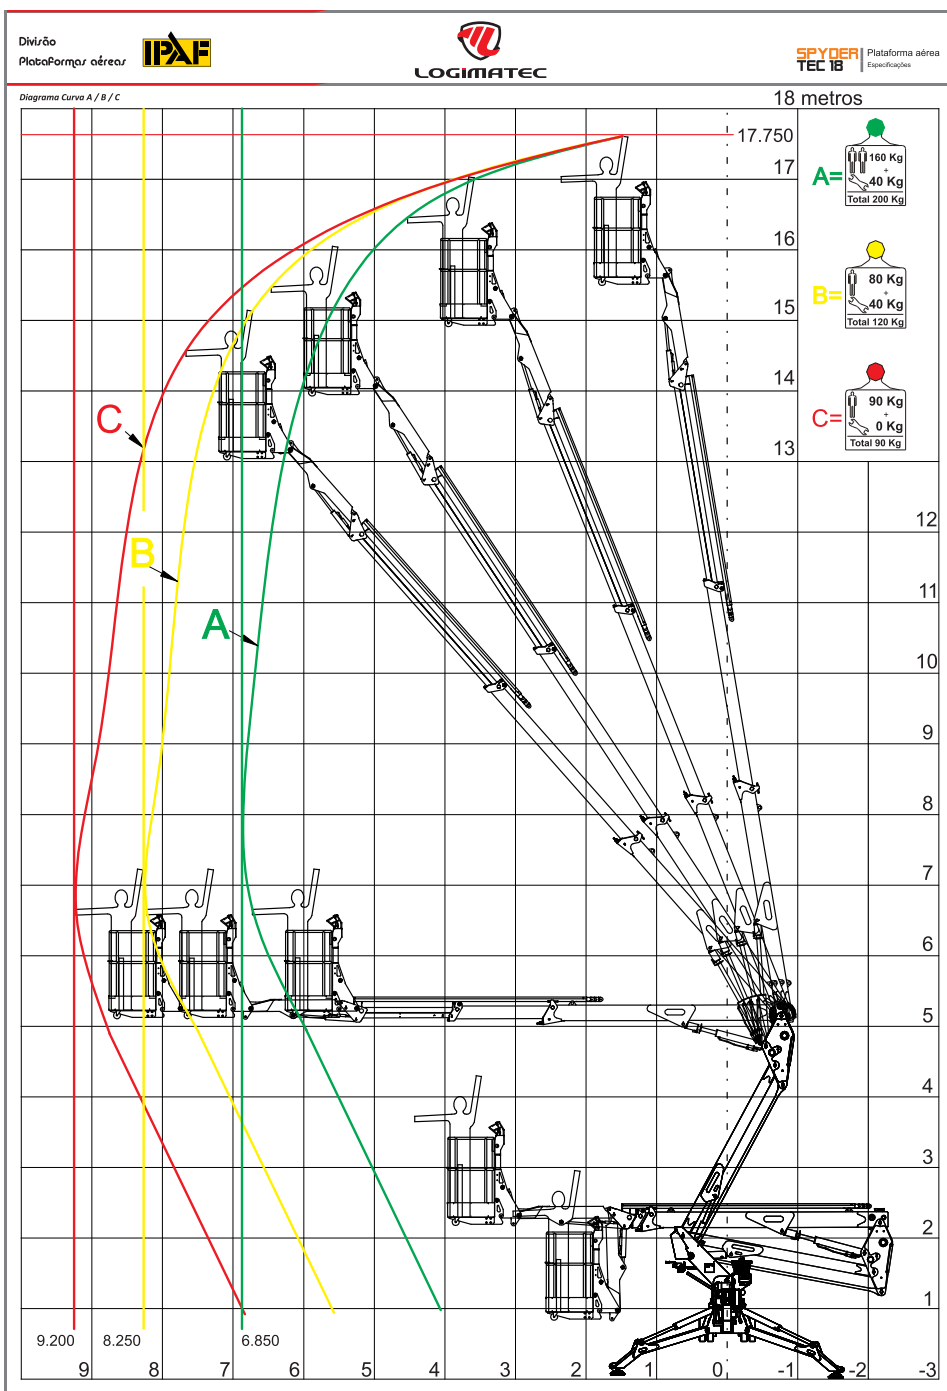 Divisão
Plataformas aéreas
IPAF
LOGIMATEC
SPYDER
TEC 18
Plataforma aérea
Especificações
Diagrama Curva A / B / C
18 metros
17.750
17
16
15
14
13
12
11
10
9
8
7
6
5
4
3
2
1
A=
160 Kg
+
40 Kg
Total 200 Kg
B=
80 Kg
+
40 Kg
Total 120 Kg
C=
90 Kg
+
0 Kg
Total 90 Kg
C
B
A
9.200
8.250
6.850
9
8
7
6
5
4
3
2
1
0
-1
-2
-3